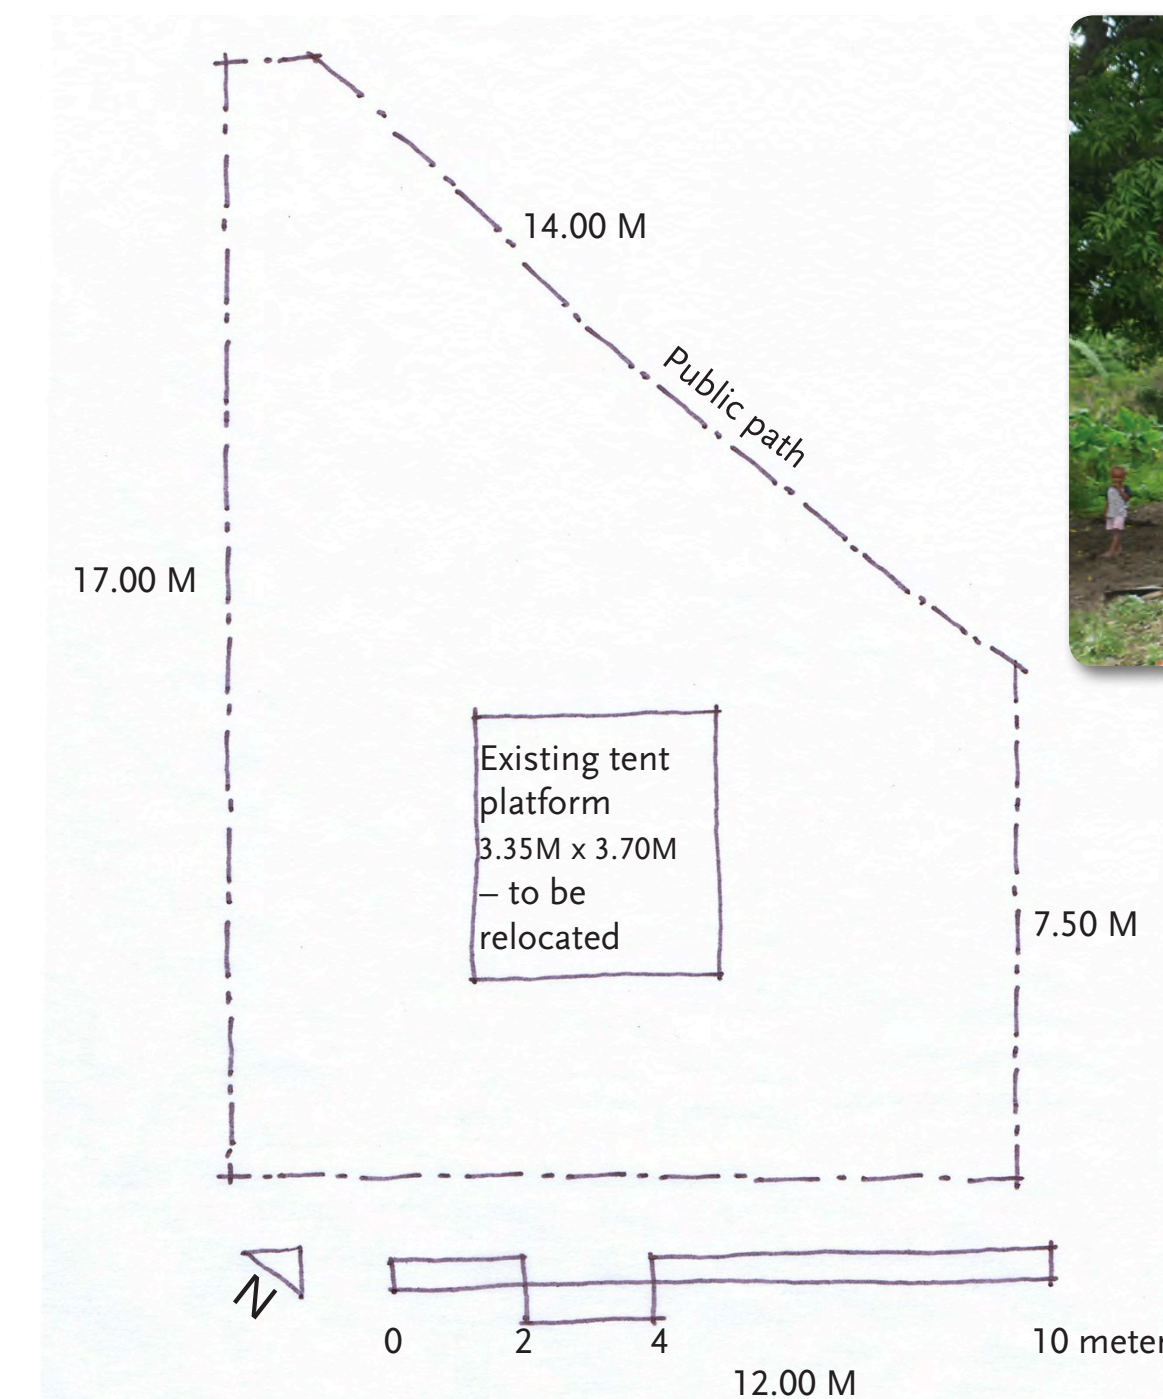 14.00 M
Public path
17.00 M
Existing tent
platform
3.35M x 3.70M
– to be
relocated
7.50 M
N
0 2 4 10 meter
12.00 M